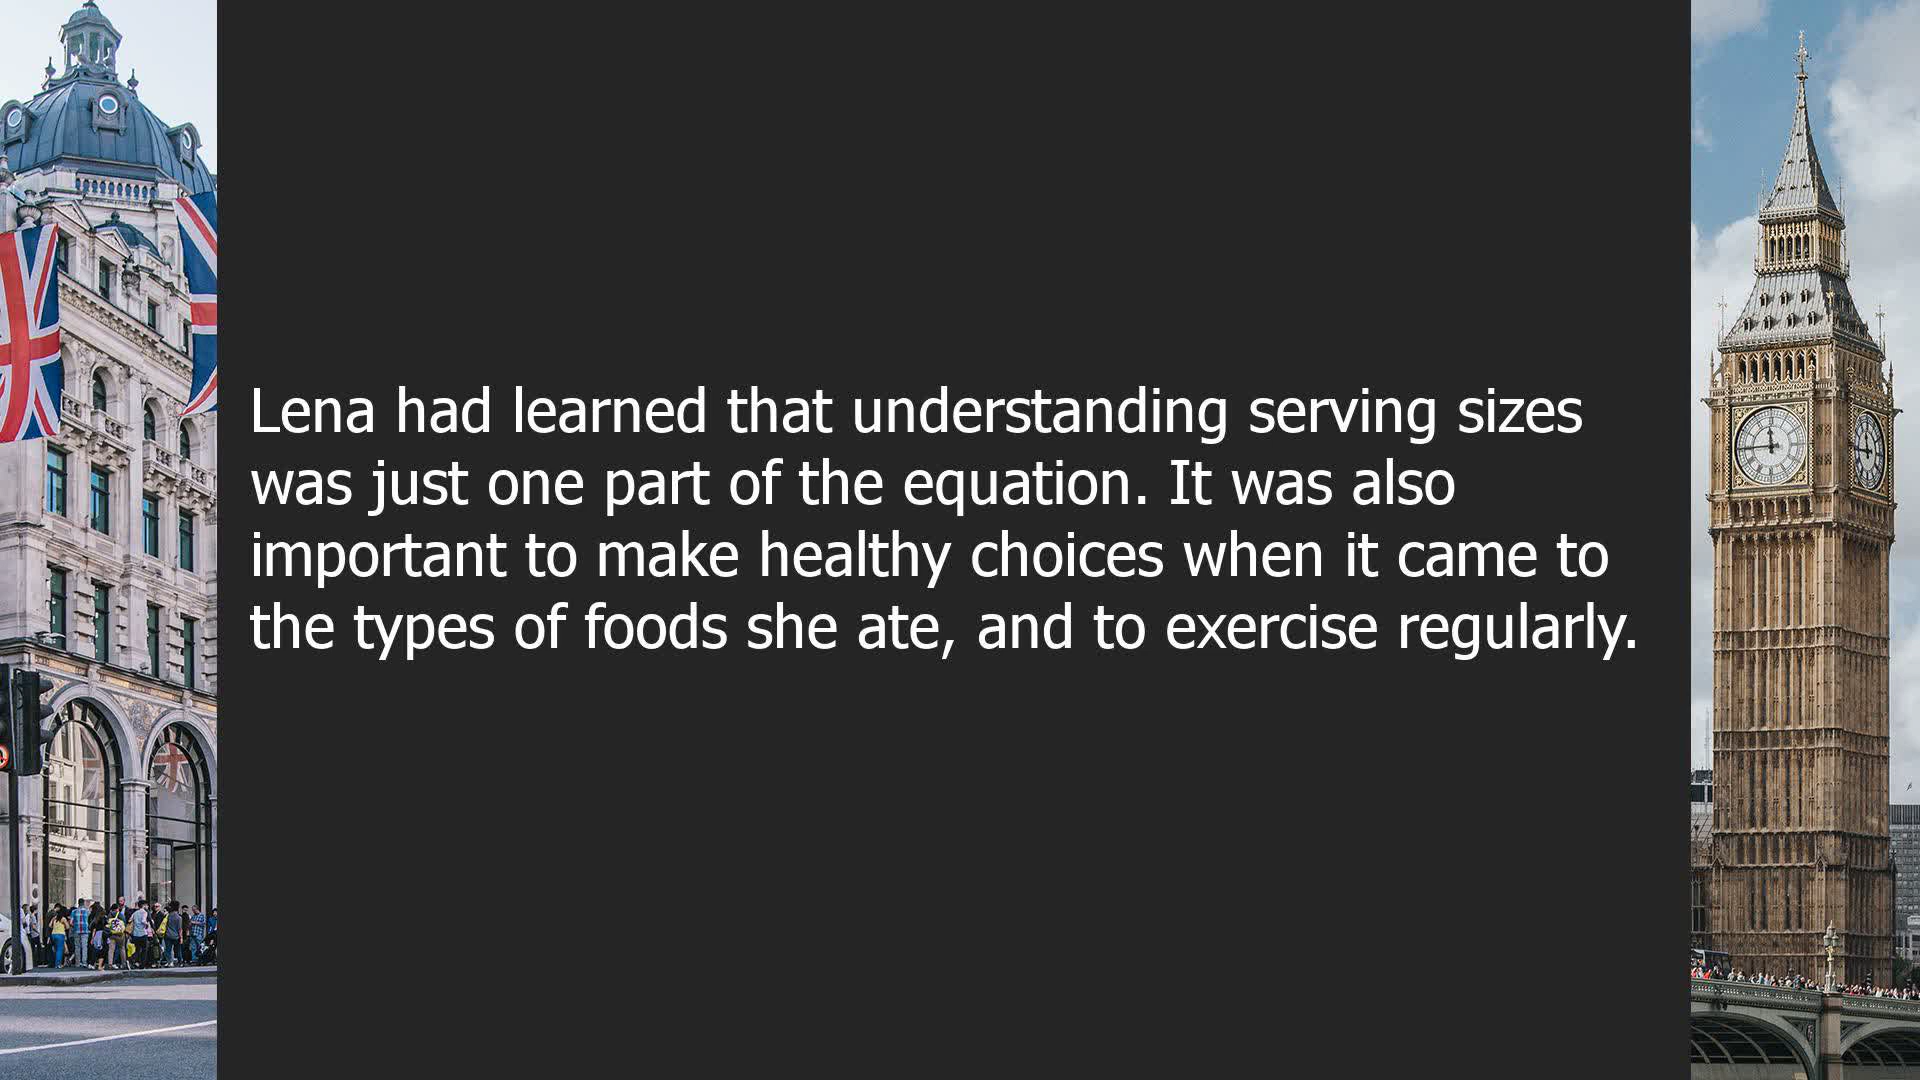 Lena had learned that understanding serving sizes
was just one part of the equation. It was also
important to make healthy choices when it came to
the types of foods she ate, and to exercise regularly.